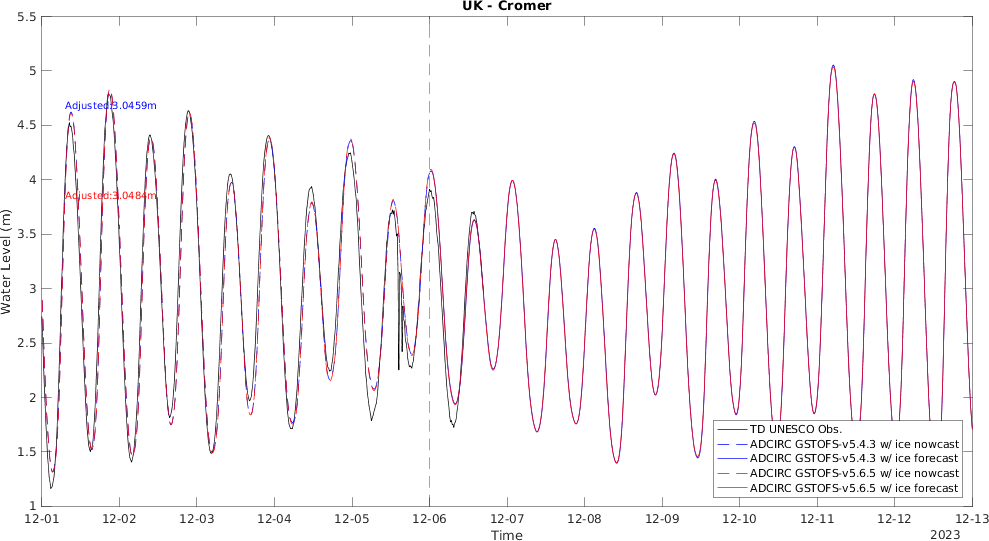 UK - Cromer
5.5
5
4.5
4
3.5
3
2.5
2
1.5
1
Water Level (m)
Adjusted:3.0459m
Adjusted:3.0484m
TD UNESCO Obs.
ADCIRC GSTOFS-v5.4.3 w/ ice nowcast
ADCIRC GSTOFS-v5.4.3 w/ ice forecast
ADCIRC GSTOFS-v5.6.5 w/ ice nowcast
ADCIRC GSTOFS-v5.6.5 w/ ice forecast
12-01 12-02 12-03 12-04 12-05 12-06 12-07 12-08 12-09 12-10 12-11 12-12 12-13
Time
2023